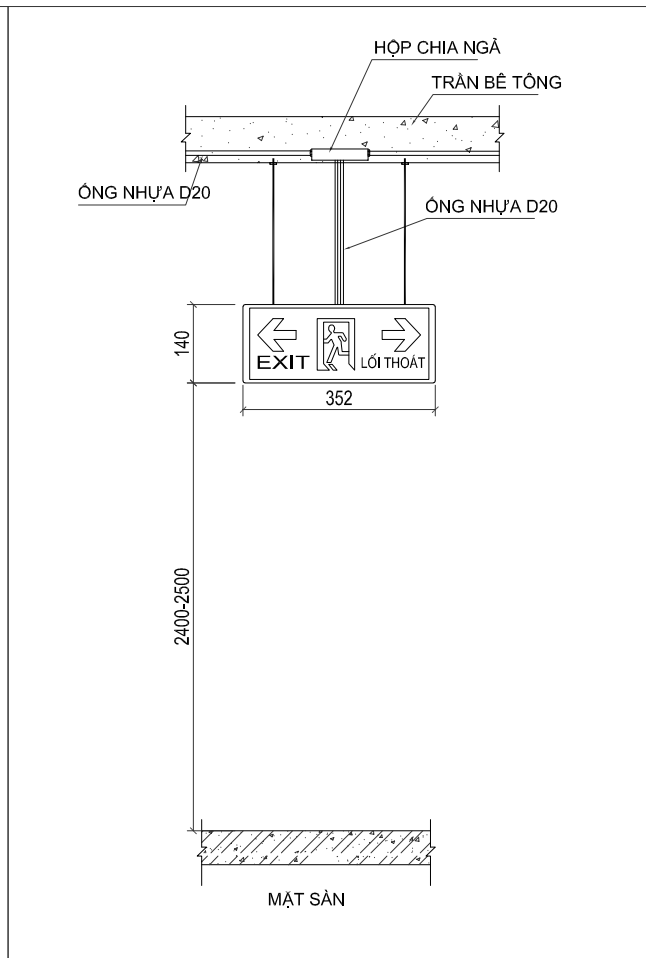 HỘP CHIA NGẢ
TRẦN BÊ TÔNG
ỐNG NHỰA D20
ỐNG NHỰA D20
140
EXIT
LỐI THOÁT
352
2400-2500
MẶT SÀN